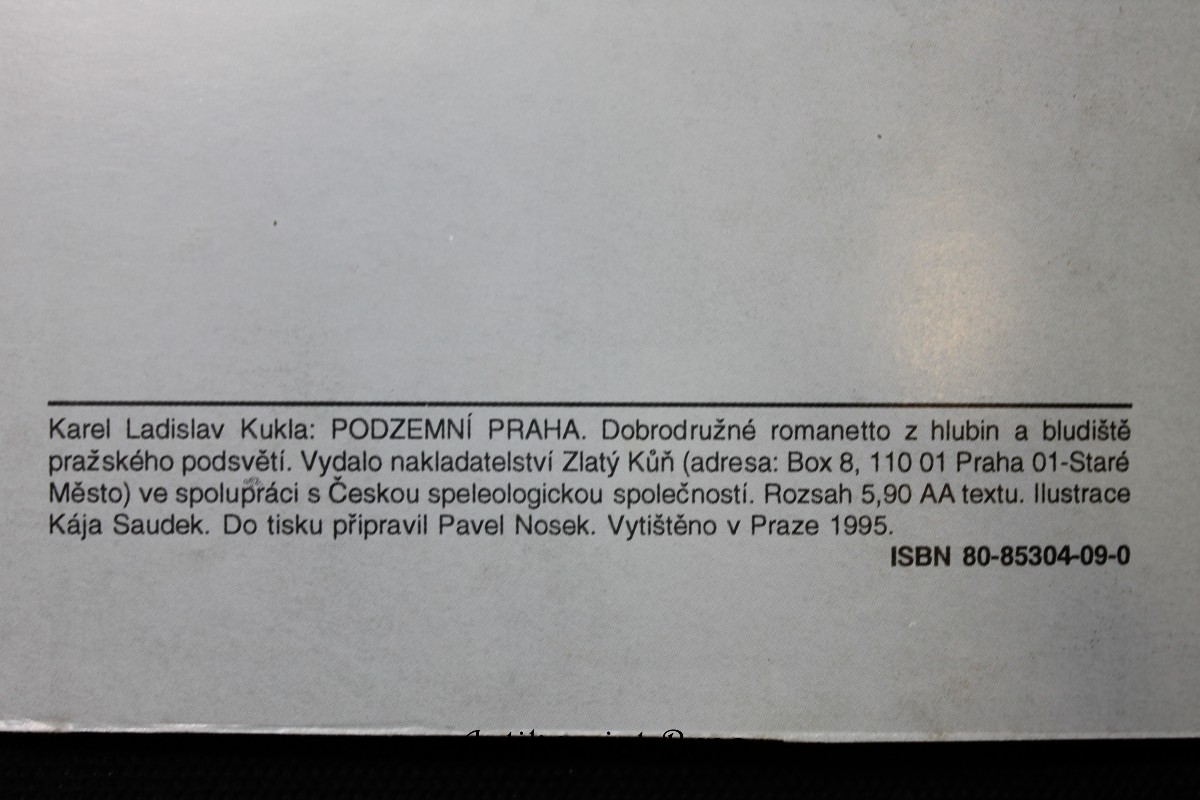 Karel Ladislav Kukla: PODZEMNÍ PRAHA. Dobrodružné romanetto z hlubin a bludiště
pražského podsvětí. Vydalo nakladatelství Zlatý Kůň (adresa: Box 8, 110 01 Praha 01-Staré
Město) ve spolupráci s Českou speleologickou společností. Rozsah 5,90 AA textu. Ilustrace
Kája Saudek. Do tisku připravil Pavel Nosek. Vytištěno v Praze 1995.
ISBN 80-85304-09-0